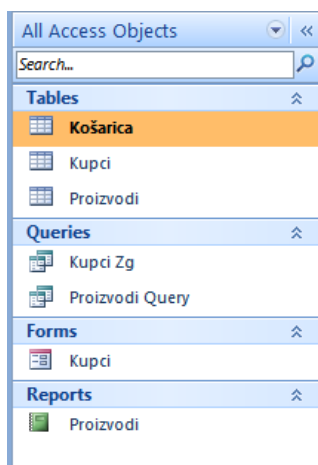 All Access Objects
Search...
Tables
Košarica
Kupci
Proizvodi
Queries
Kupci Zg
Proizvodi Query
Forms
Kupci
Reports
Proizvodi